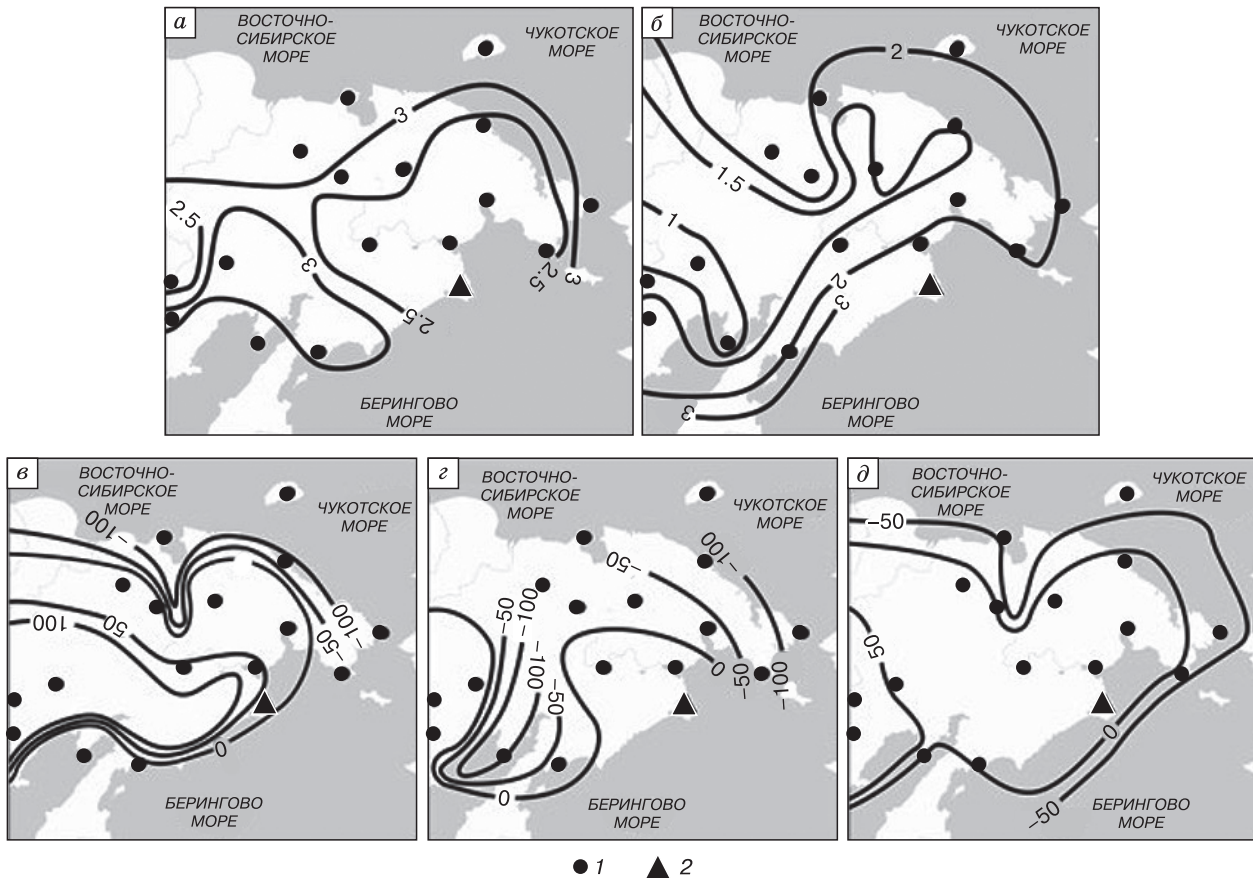 а
ВОСТОЧНО-
СИБИРСКОЕ
МОРЕ
ЧУКОТСКОЕ
МОРЕ
3
2.5
3
2.5
2.5
3
БЕРИНГОВО
МОРЕ
б
ВОСТОЧНО-
СИБИРСКОЕ
МОРЕ
ЧУКОТСКОЕ
МОРЕ
2
1.5
1
2
3
3
БЕРИНГОВО
МОРЕ
в
ВОСТОЧНО-
СИБИРСКОЕ
МОРЕ
ЧУКОТСКОЕ
МОРЕ
–100
50
100
–100
–50
0
БЕРИНГОВО
МОРЕ
г
ВОСТОЧНО-
СИБИРСКОЕ
МОРЕ
ЧУКОТСКОЕ
МОРЕ
–50
–100
–50
–100
–100
–50
0
–50
–100
0
БЕРИНГОВО
МОРЕ
д
ВОСТОЧНО-
СИБИРСКОЕ
МОРЕ
ЧУКОТСКОЕ
МОРЕ
–50
50
0
–50
БЕРИНГОВО
МОРЕ
1
2